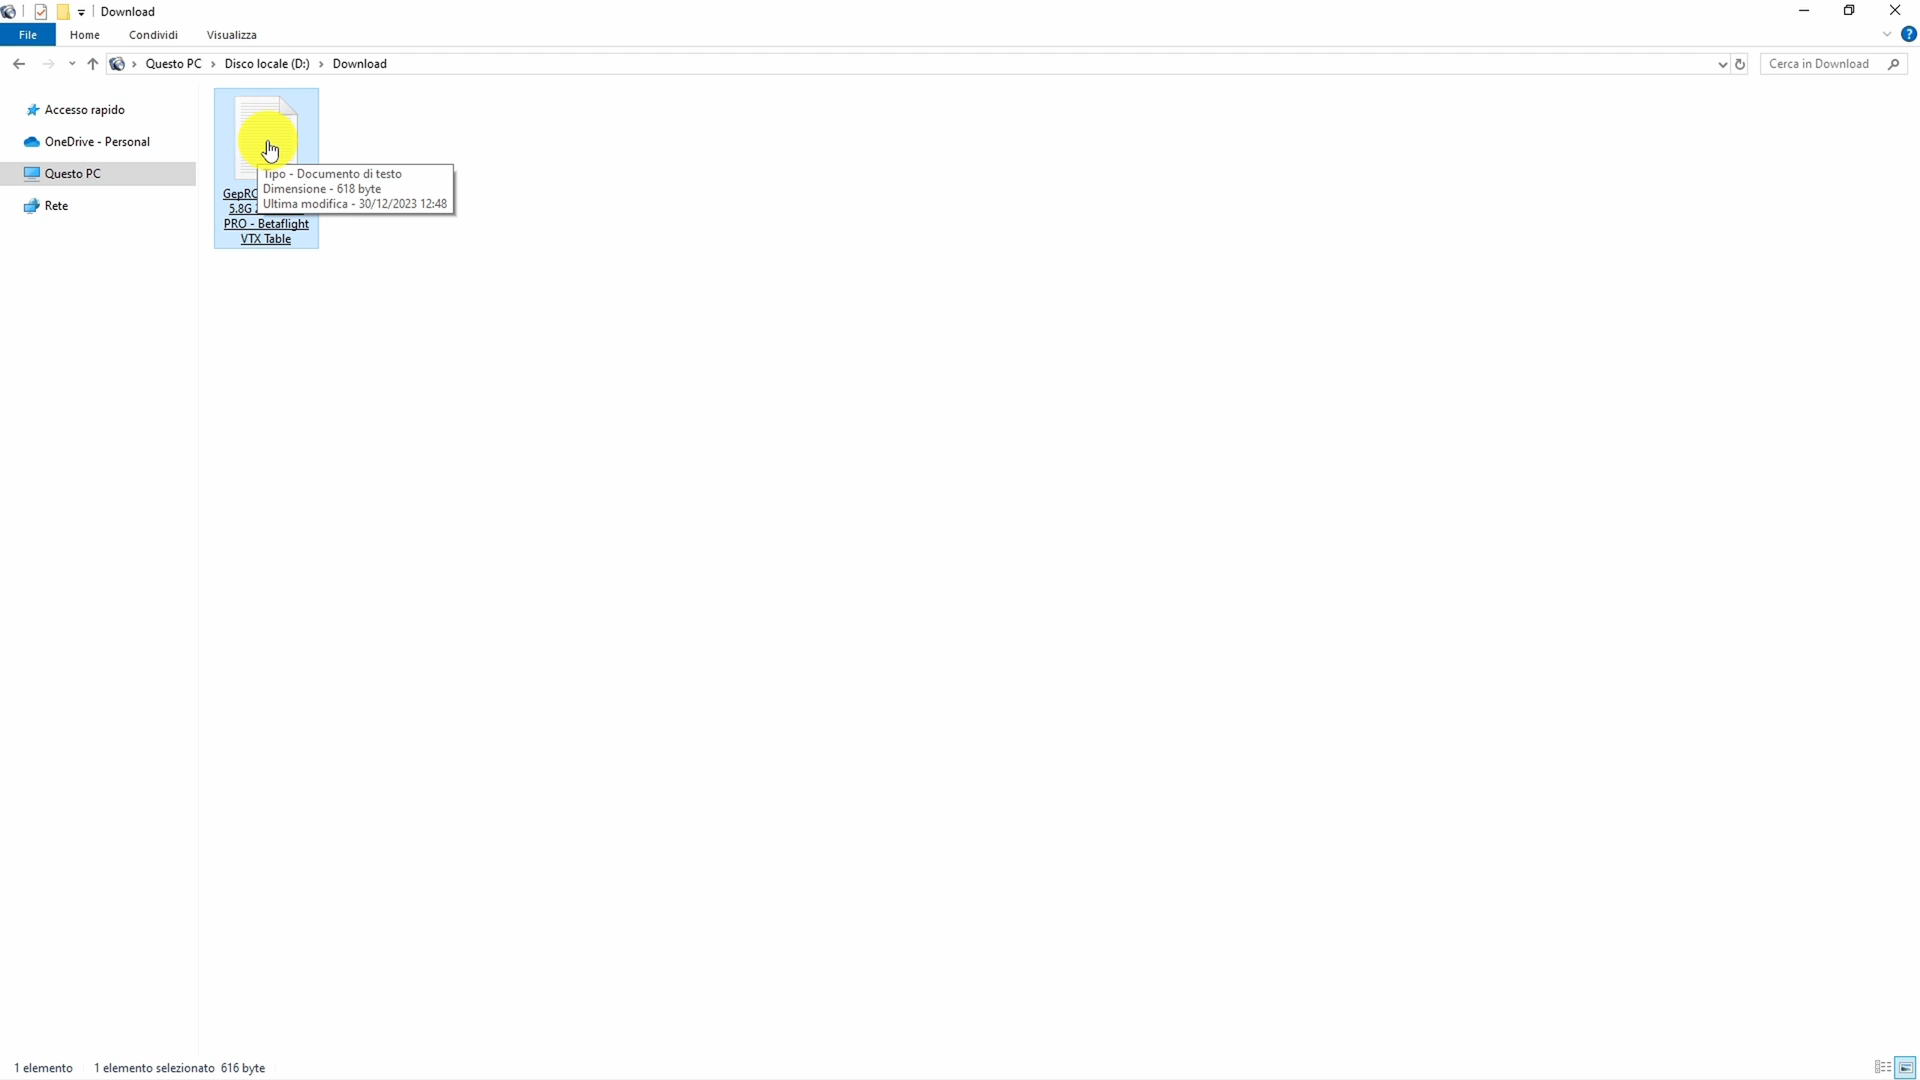 Download
File Home Condividi Visualizza
Questo PC Disco locale (D:) Download
Cerca in Download
Accesso rapido
OneDrive - Personal
Questo PC
Rete
Tipo - Documento di testo
Dimensione - 618 byte
Ultima modifica - 30/12/2023 12:48
5.8G
PRO - Betaflight
VTX Table
1 elemento 1 elemento selezionato 616 byte